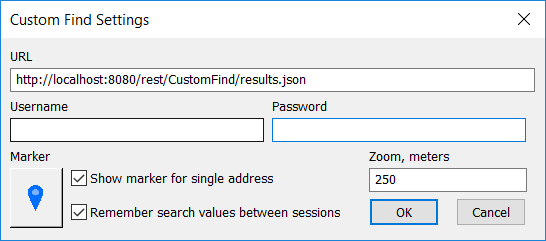 Custom Find Settings
URL
http://localhost:8080/rest/CustomFind/results.json
Username Password
Marker Zoom, meters
Show marker for single address
250
Remember search values between sessions
OK Cancel